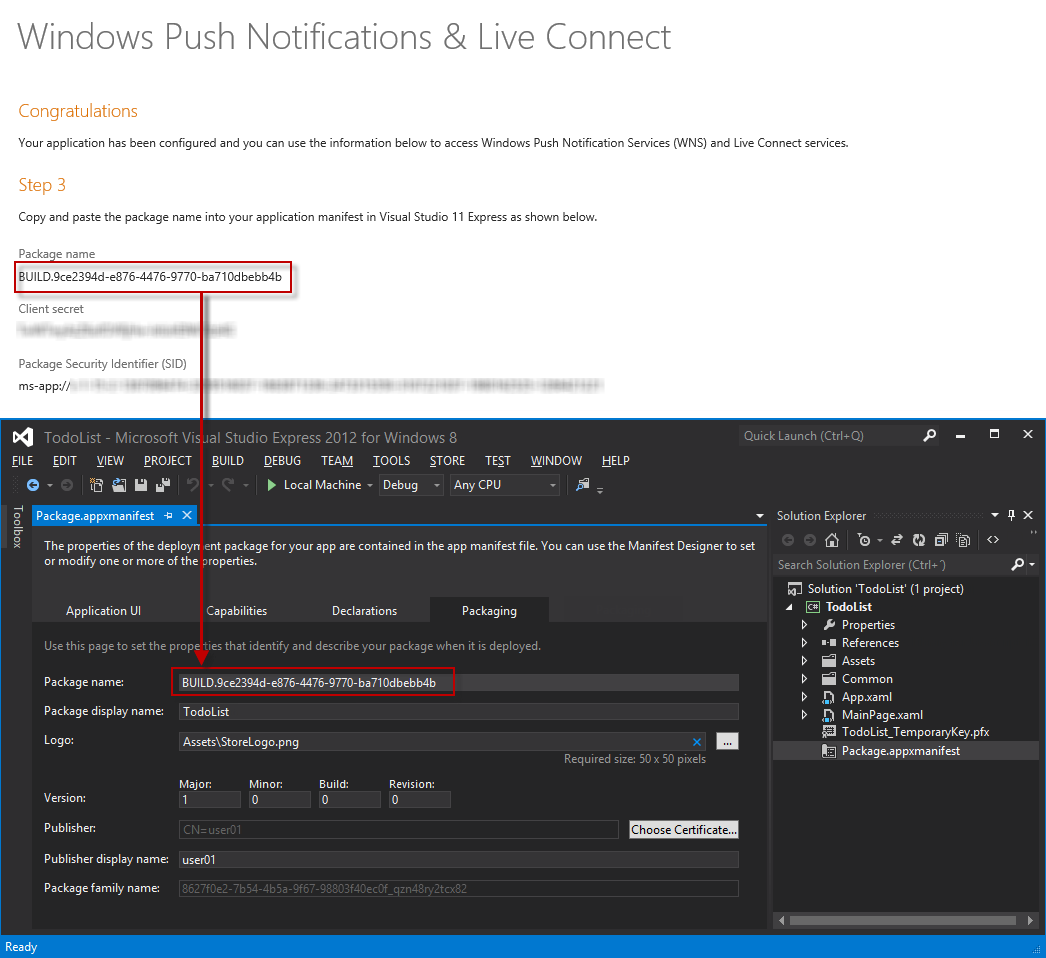 Windows Push Notifications & Live Connect
Congratulations
Your application has been configured and you can use the information below to access Windows Push Notification Services (WNS) and Live Connect services.
Step 3
Copy and paste the package name into your application manifest in Visual Studio 11 Express as shown below.
Package name
BUILD.9ce2394d-e876-4476-9770-ba710dbebb4b
Client secret
Package Security Identifier (SID)
ms-app://
TodoList - Microsoft Visual Studio Express 2012 for Windows 8
Quick Launch (Ctrl+Q)
FILE EDIT VIEW PROJECT BUILD DEBUG TEAM TOOLS STORE TEST WINDOW HELP
Local Machine Debug Any CPU
Toolbox
Package.appxmanifest
The properties of the deployment package for your app are contained in the app manifest file. You can use the Manifest Designer to set
or modify one or more of the properties.
Application UI Capabilities Declarations Packaging
Use this page to set the properties that identify and describe your package when it is deployed.
Package name: BUILD.9ce2394d-e876-4476-9770-ba710dbebb4b
Package display name: TodoList
Logo: Assets\StoreLogo.png ...
Required size: 50 x 50 pixels
Major: Minor: Build: Revision:
Version: 1 0 0 0
Publisher: CN=user01 Choose Certificate...
Publisher display name: user01
Package family name: 8627f0e2-7b54-4b5a-9f67-98803f40ec0f_qzn48ry2tcx82
Solution Explorer
Search Solution Explorer (Ctrl+´)
Solution 'TodoList' (1 project)
C# TodoList
Properties
References
Assets
Common
App.xaml
MainPage.xaml
TodoList_TemporaryKey.pfx
Package.appxmanifest
Ready